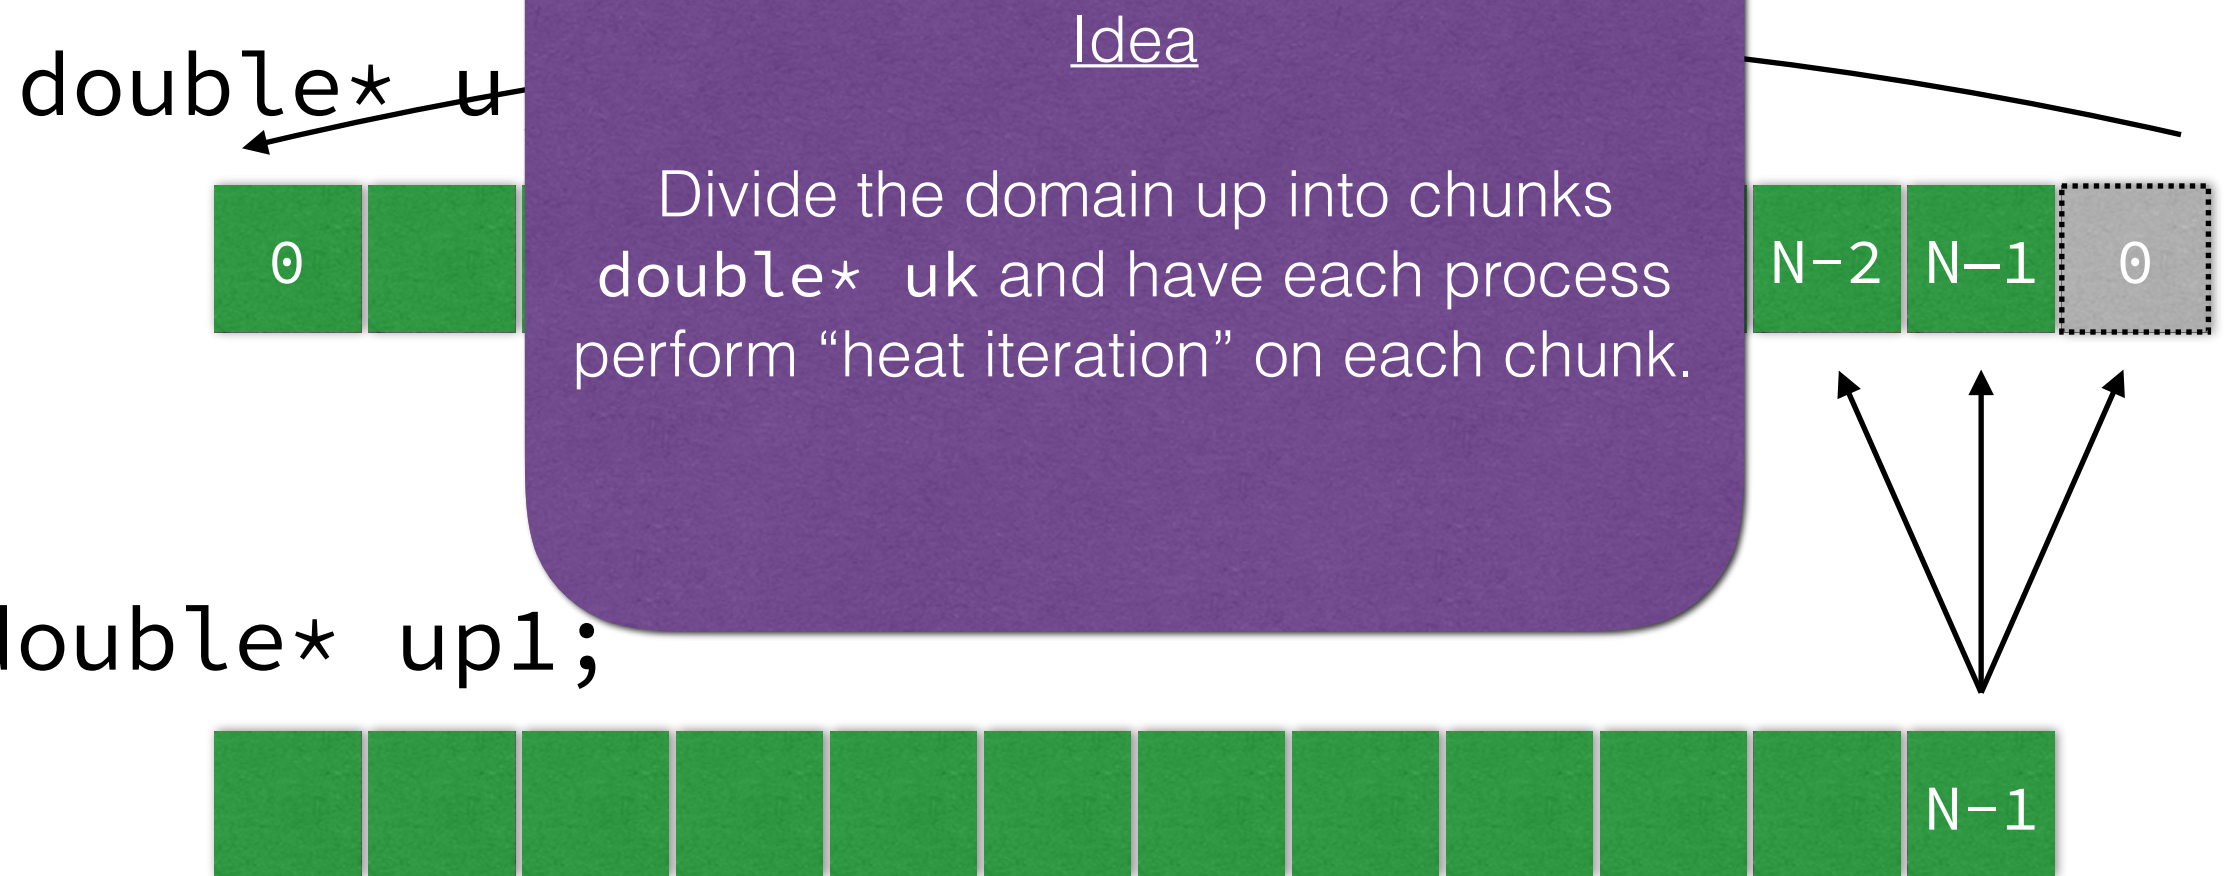 Idea
double* u
Divide the domain up into chunks
double* uk and have each process
perform “heat iteration” on each chunk.
0 N-2 N-1 0
double* up1;
N-1